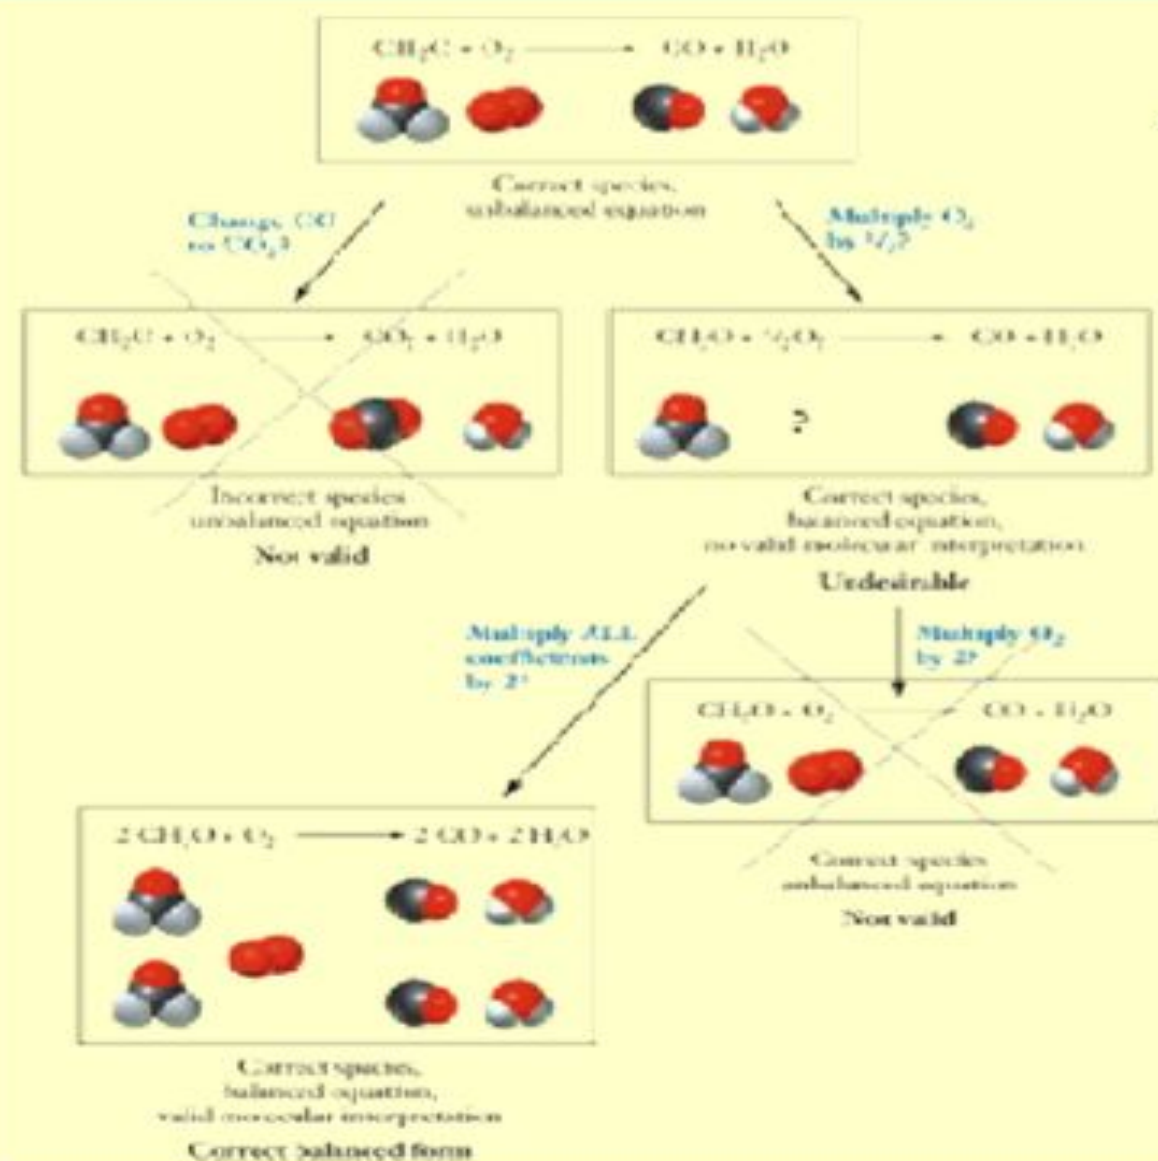 CH₂O + O₂ → CO + H₂O
Correct species,
unbalanced equation
Change CO
to CO₂?
Multiply O₂
by ½?
CH₂O + O₂ → CO₂ + H₂O
CH₂O + ½O₂ → CO + H₂O
?
Incorrect species
unbalanced equation
Not valid
Correct species,
balanced equation,
no valid molecular interpretation
Undesirable
Multiply ALL
coefficients
by 2?
Multiply O₂
by 2?
CH₂O + O₂ → CO + H₂O
2 CH₂O + O₂ → 2 CO + 2 H₂O
Correct species
unbalanced equation
Not valid
Correct species,
balanced equation,
valid molecular interpretation
Correct balanced form